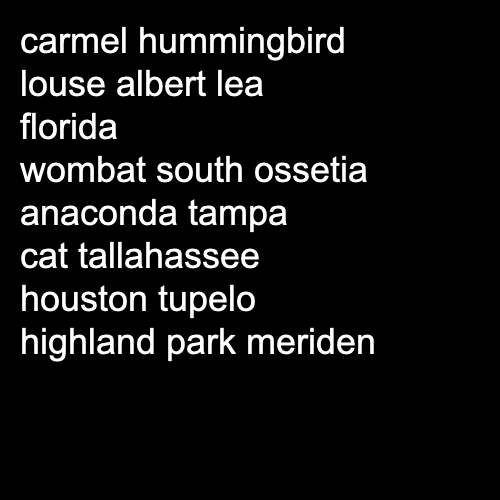 carmel hummingbird
louse albert lea
florida
wombat south ossetia
anaconda tampa
cat tallahassee
houston tupelo
highland park meriden